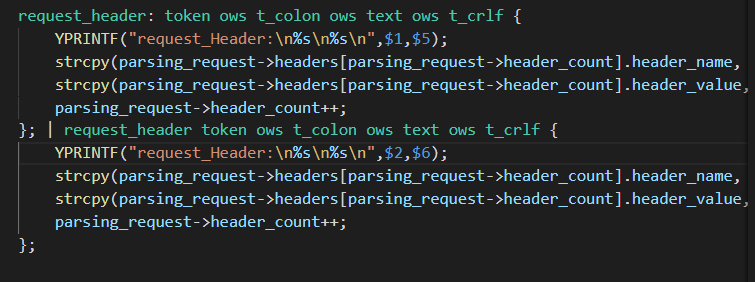 request_header: token ows t_colon ows text ows t_crlf {
YPRINTF("request_Header:\n%s\n%s\n",$1,$5);
strcpy(parsing_request->headers[parsing_request->header_count].header_name,
strcpy(parsing_request->headers[parsing_request->header_count].header_value,
parsing_request->header_count++;
}; | request_header token ows t_colon ows text ows t_crlf {
YPRINTF("request_Header:\n%s\n%s\n",$2,$6);
strcpy(parsing_request->headers[parsing_request->header_count].header_name,
strcpy(parsing_request->headers[parsing_request->header_count].header_value,
parsing_request->header_count++;
};